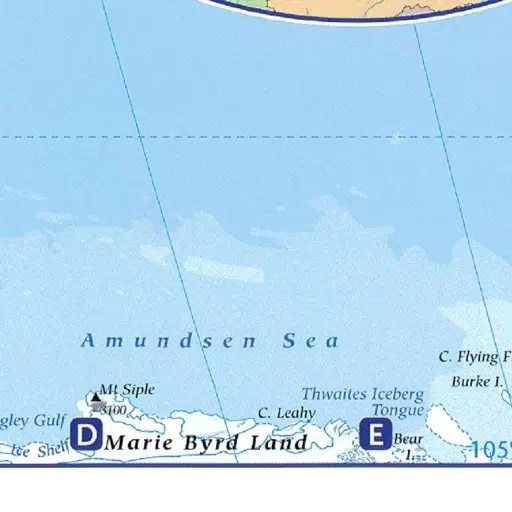 Amundsen Sea
C. Flying F
Mt Siple
3100
Burke I.
Thwaites Iceberg
Tongue
C. Leahy
gley Gulf
D
Marie Byrd Land
E
Bear
I.
Ice Shelf
105°